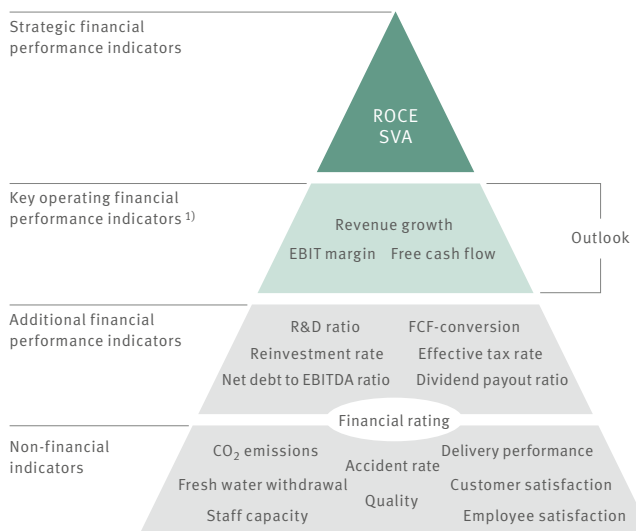 Strategic financial
performance indicators
ROCE
SVA
Key operating financial
performance indicators 1)
Revenue growth
EBIT margin Free cash flow
Outlook
Additional financial
performance indicators
R&D ratio FCF-conversion
Reinvestment rate Effective tax rate
Net debt to EBITDA ratio Dividend payout ratio
Financial rating
Non-financial
indicators
CO₂ emissions Delivery performance
Accident rate
Fresh water withdrawal Customer satisfaction
Quality
Staff capacity Employee satisfaction